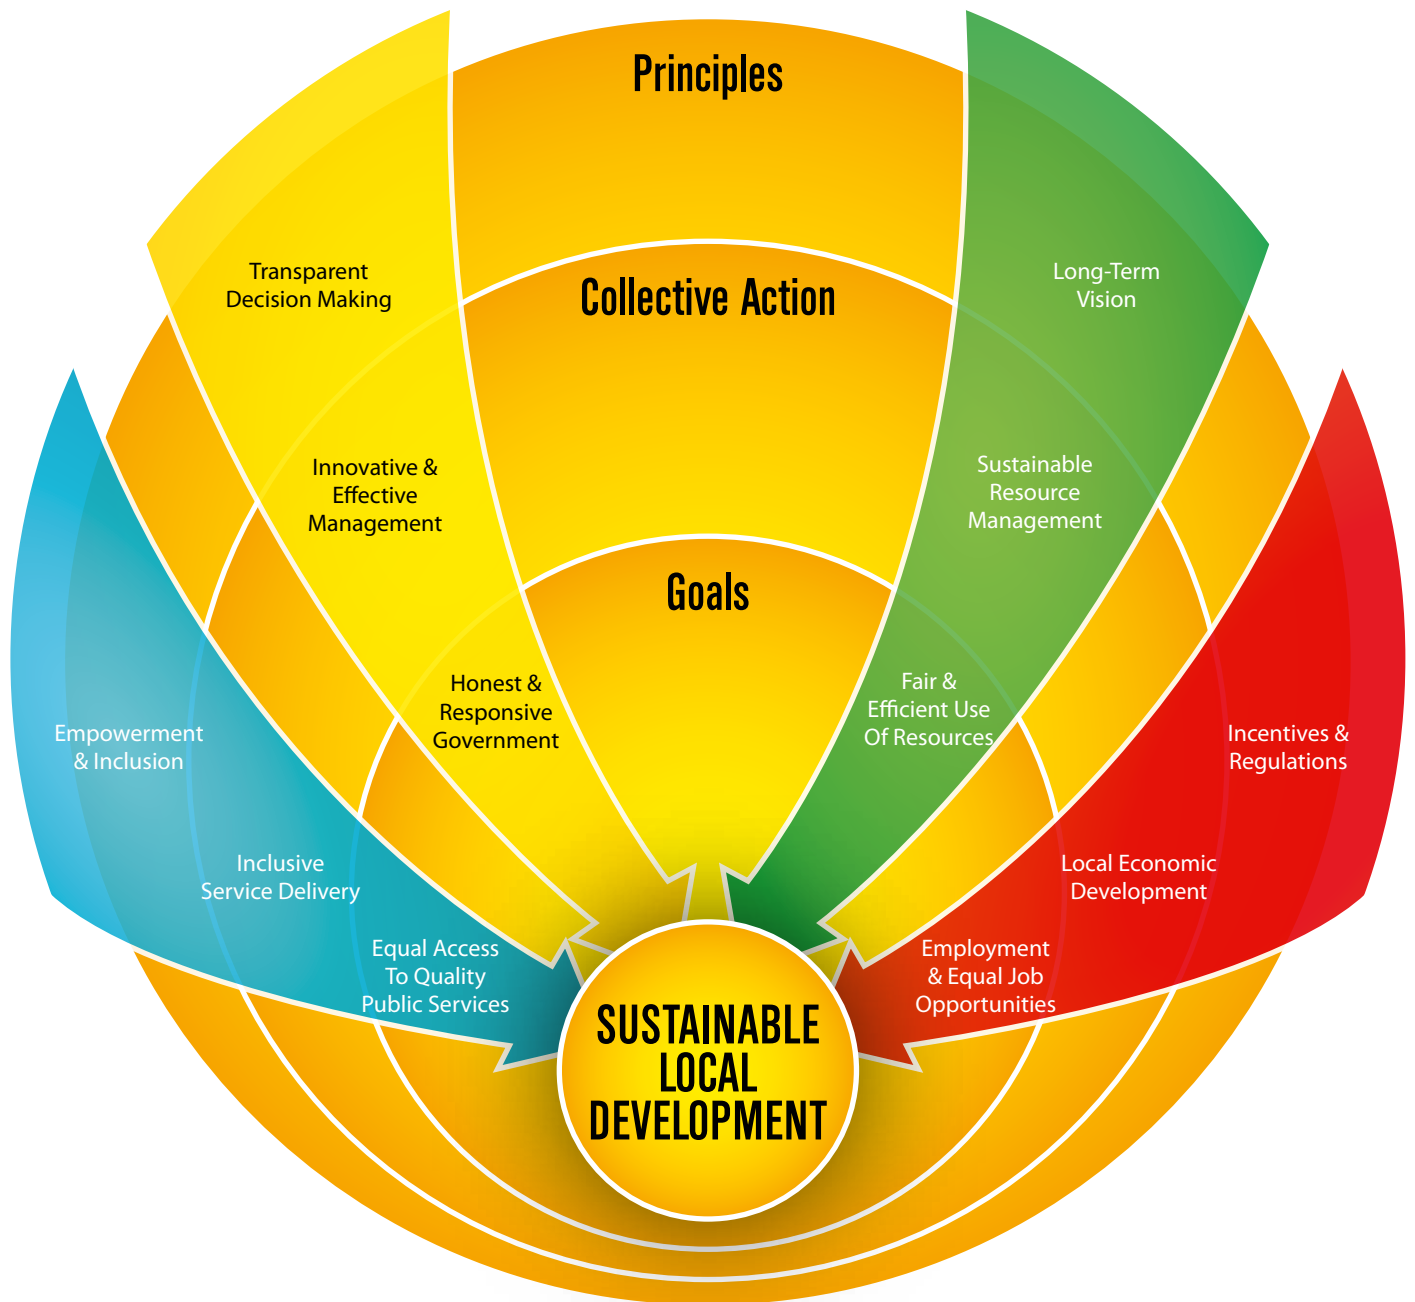 Principles
Collective Action
Goals
Transparent
Decision Making
Innovative &
Effective
Management
Honest &
Responsive
Government
Long-Term
Vision
Sustainable
Resource
Management
Fair &
Efficient Use
Of Resources
Empowerment
& Inclusion
Inclusive
Service Delivery
Equal Access
To Quality
Public Services
Incentives &
Regulations
Local Economic
Development
Employment
& Equal Job
Opportunities
SUSTAINABLE
LOCAL
DEVELOPMENT